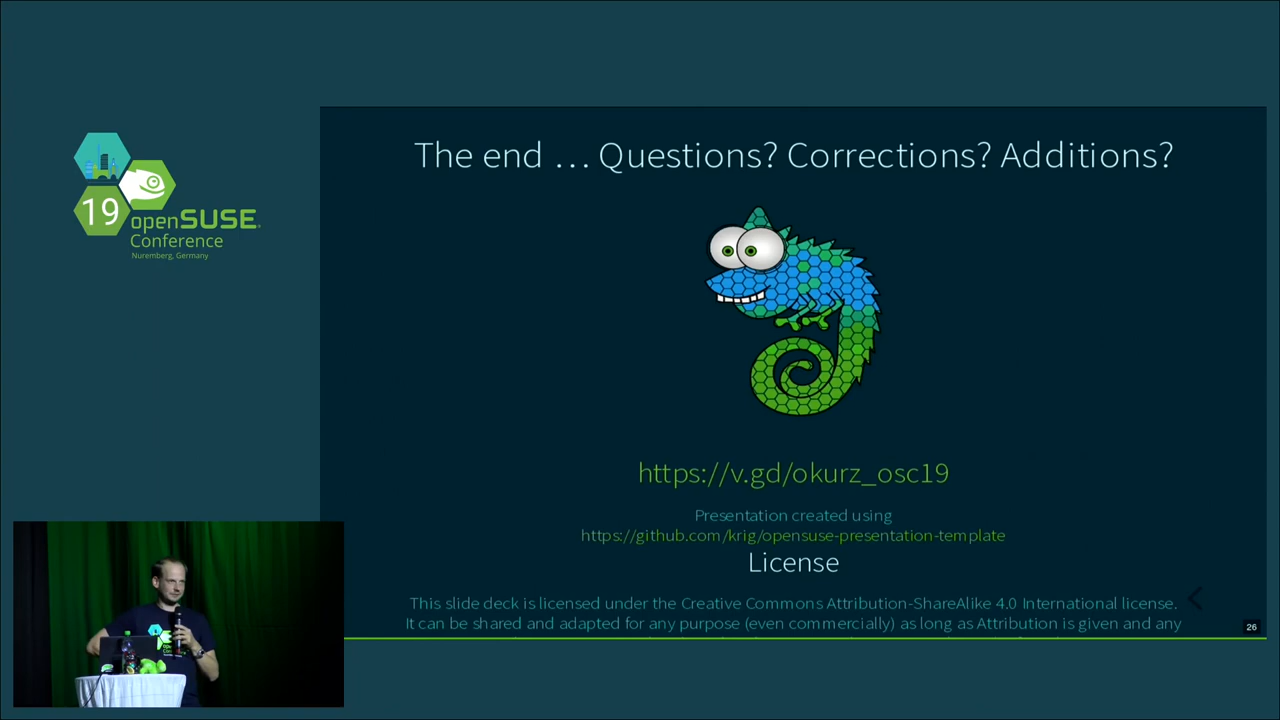 The end … Questions? Corrections? Additions?
19
openSUSE
Conference
Nuremberg, Germany
https://v.gd/okurz_osc19
Presentation created using
https://github.com/krig/opensuse-presentation-template
License
This slide deck is licensed under the Creative Commons Attribution-ShareAlike 4.0 International license.
It can be shared and adapted for any purpose (even commercially) as long as Attribution is given and any
26